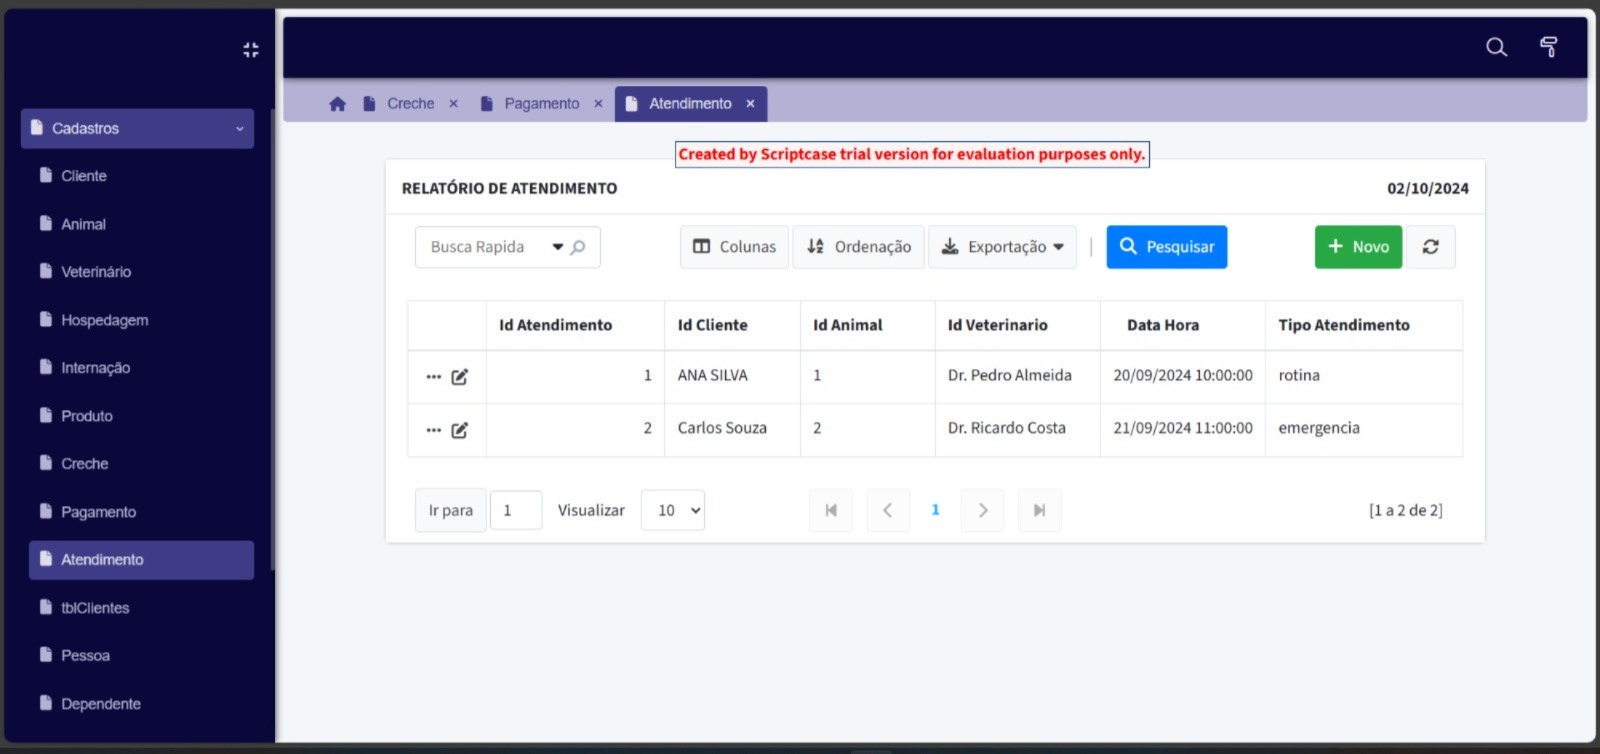 Cadastros
Cliente
Animal
Veterinário
Hospedagem
Internação
Produto
Creche
Pagamento
Atendimento
tblClientes
Pessoa
Dependente
Creche × Pagamento × Atendimento ×
Created by Scriptcase trial version for evaluation purposes only.
RELATÓRIO DE ATENDIMENTO 02/10/2024
Busca Rapida Colunas Ordenação Exportação | Pesquisar + Novo
Id Atendimento Id Cliente Id Animal Id Veterinario Data Hora Tipo Atendimento
1 ANA SILVA 1 Dr. Pedro Almeida 20/09/2024 10:00:00 rotina
2 Carlos Souza 2 Dr. Ricardo Costa 21/09/2024 11:00:00 emergencia
Ir para 1 Visualizar 10 1 [1 a 2 de 2]